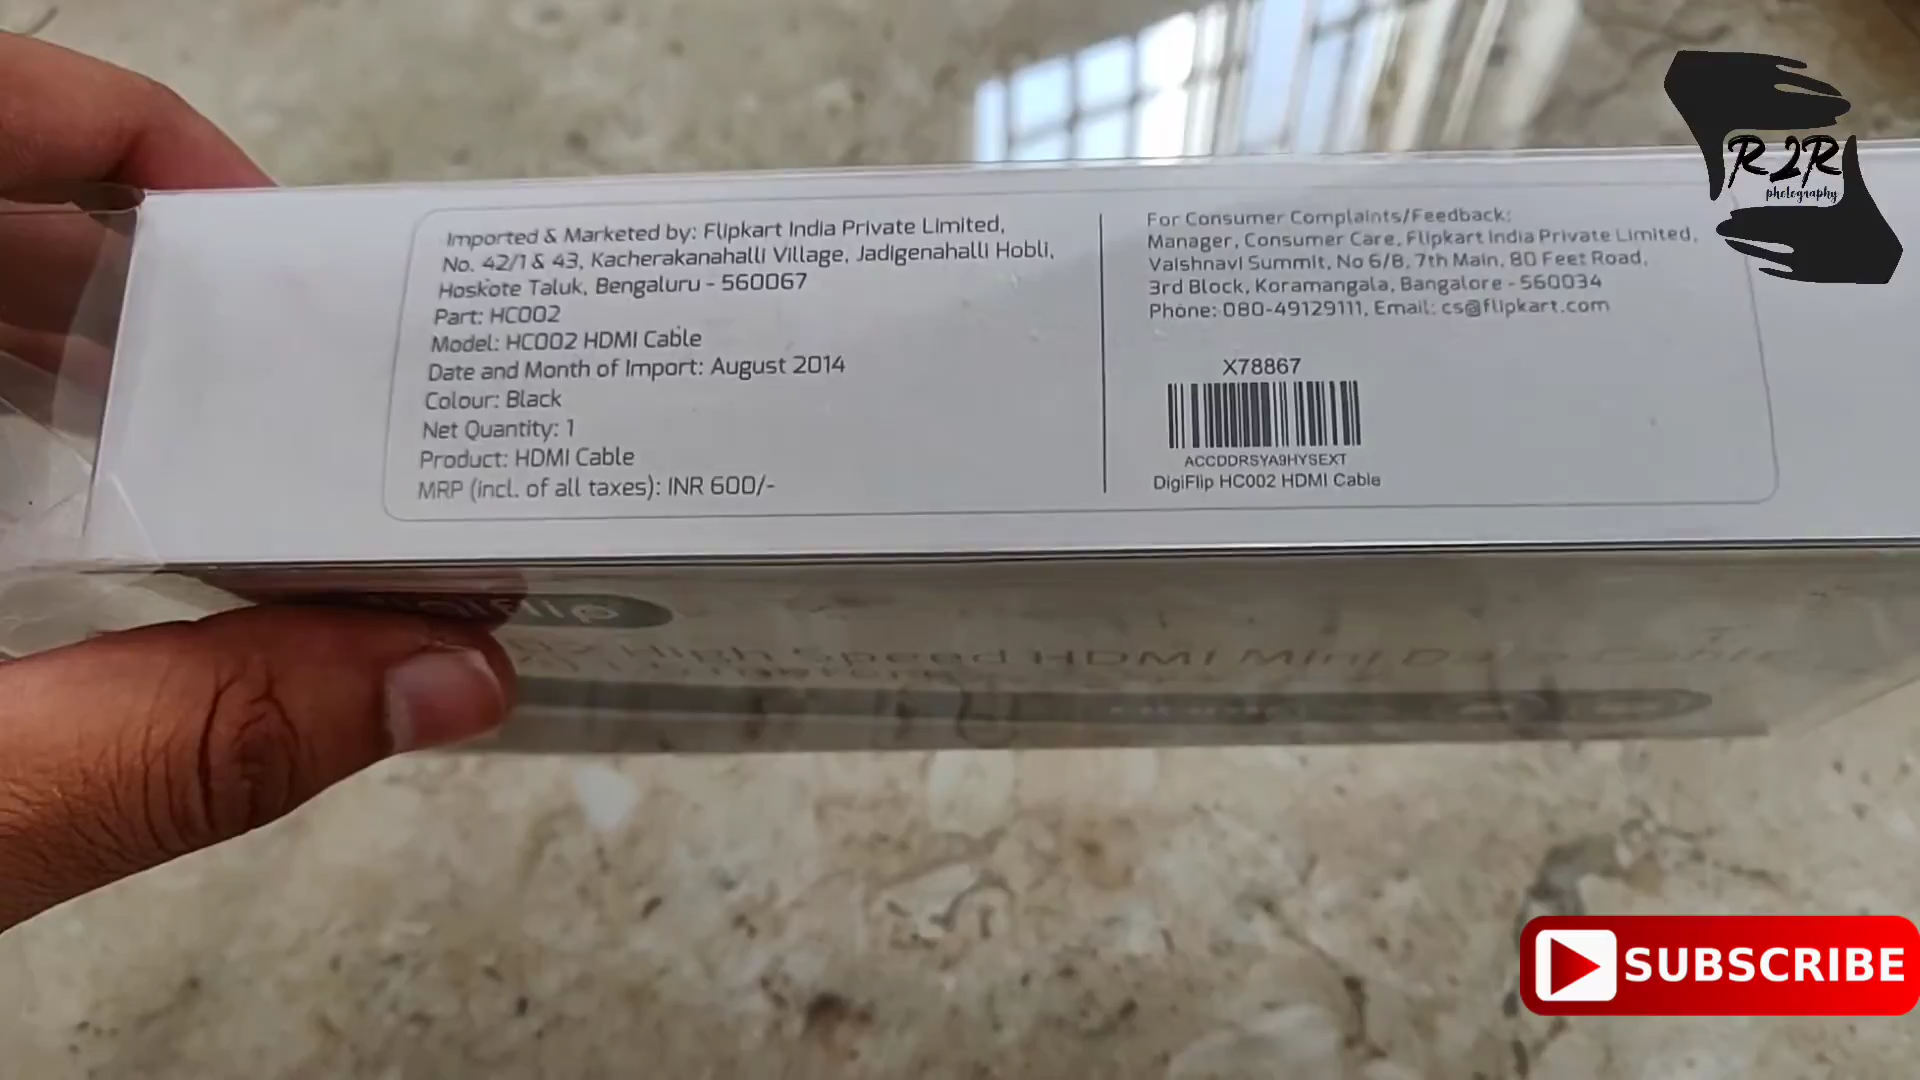 Imported & Marketed by: Flipkart India Private Limited,
No. 42/1 & 43, Kacherakanahalli Village, Jadigenahalli Hobli,
Hoskote Taluk, Bengaluru - 560067
Part: HC002
Model: HC002 HDMI Cable
Date and Month of Import: August 2014
Colour: Black
Net Quantity: 1
Product: HDMI Cable
MRP (incl. of all taxes): INR 600/-
For Consumer Complaints/Feedback:
Manager, Consumer Care, Flipkart India Private Limited,
Vaishnavi Summit, No 6/B, 7th Main, 80 Feet Road,
3rd Block, Koramangala, Bangalore - 560034
Phone: 080-49129111, Email: cs@flipkart.com
X78867
ACCDDRSYA9HYSEXT
DigiFlip HC002 HDMI Cable
R2R
photography
High Speed HDMI Mini
SUBSCRIBE